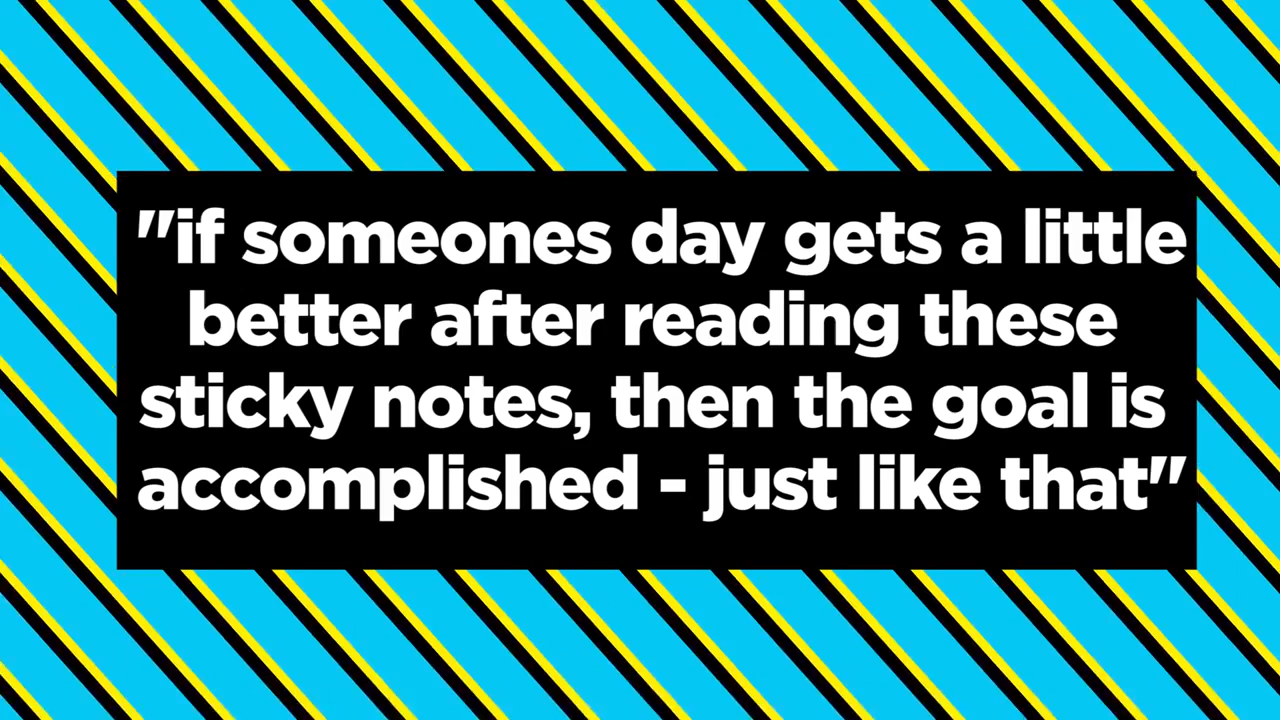 "if someones day gets a little
better after reading these
sticky notes, then the goal is
accomplished - just like that"